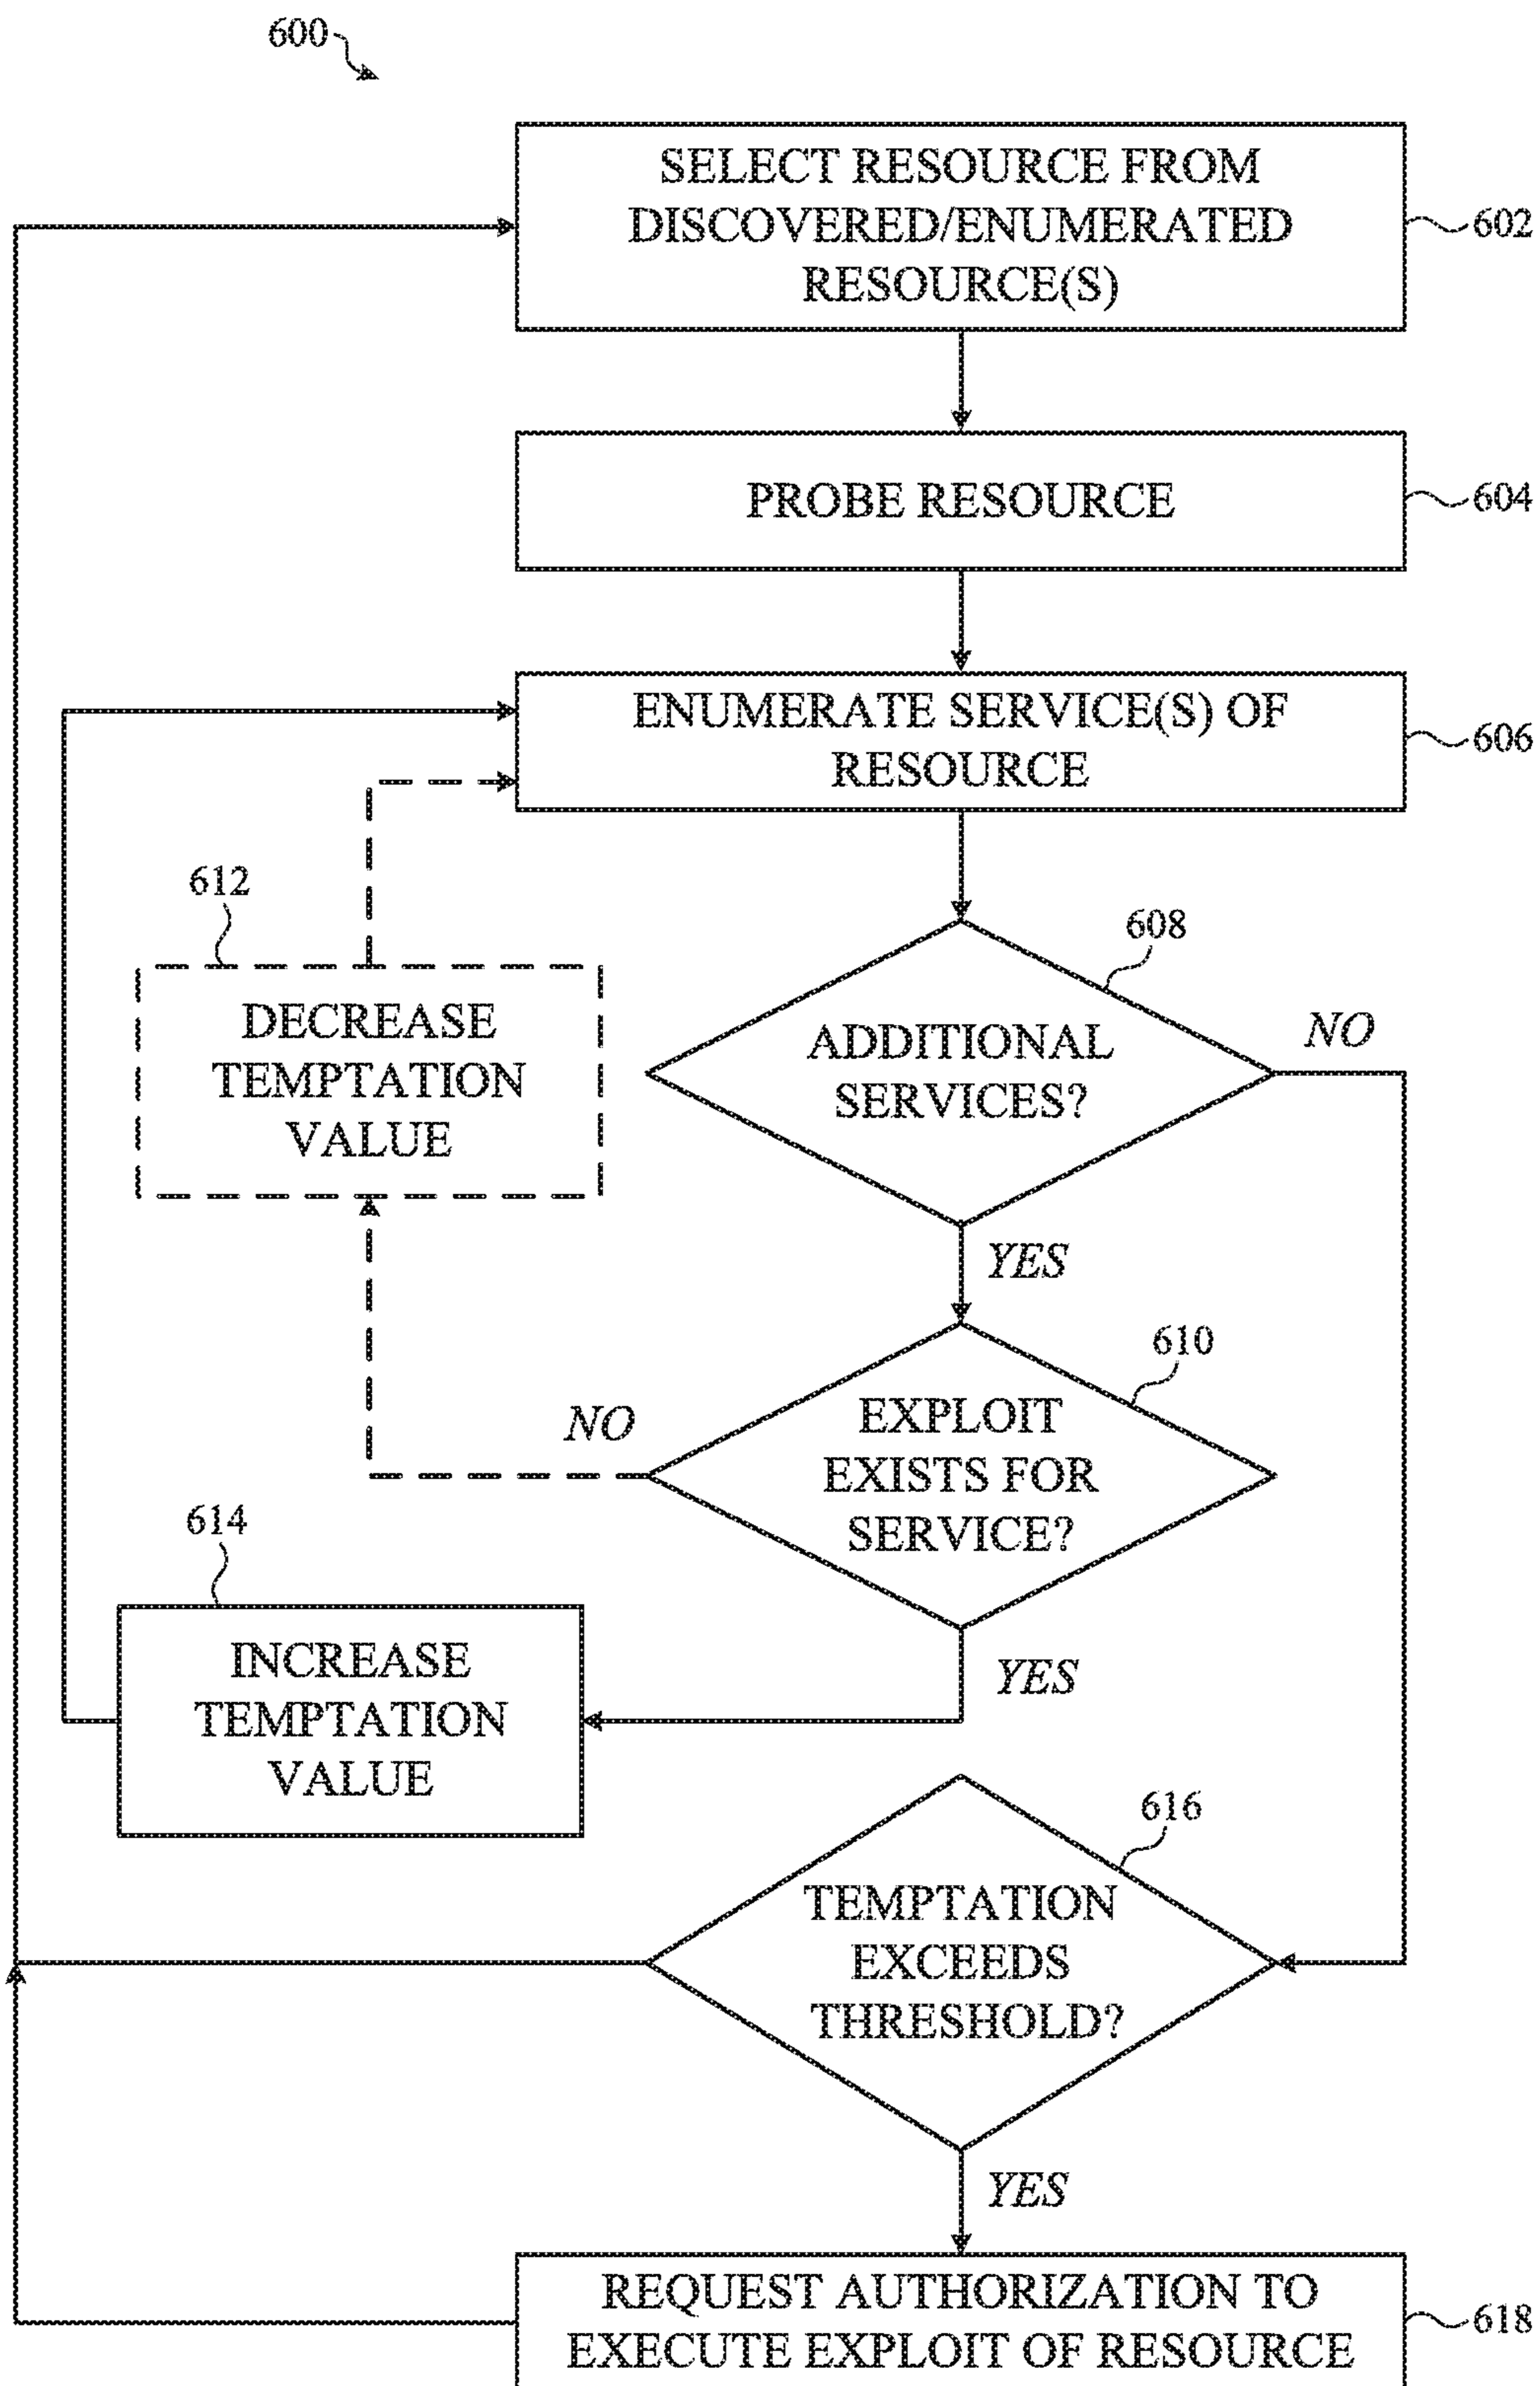 600
SELECT RESOURCE FROM
DISCOVERED/ENUMERATED
RESOURCE(S)
602
PROBE RESOURCE
604
ENUMERATE SERVICE(S) OF
RESOURCE
606
612
DECREASE
TEMPTATION
VALUE
608
ADDITIONAL
SERVICES?
NO
YES
610
EXPLOIT
EXISTS FOR
SERVICE?
NO
YES
614
INCREASE
TEMPTATION
VALUE
616
TEMPTATION
EXCEEDS
THRESHOLD?
YES
REQUEST AUTHORIZATION TO
EXECUTE EXPLOIT OF RESOURCE
618